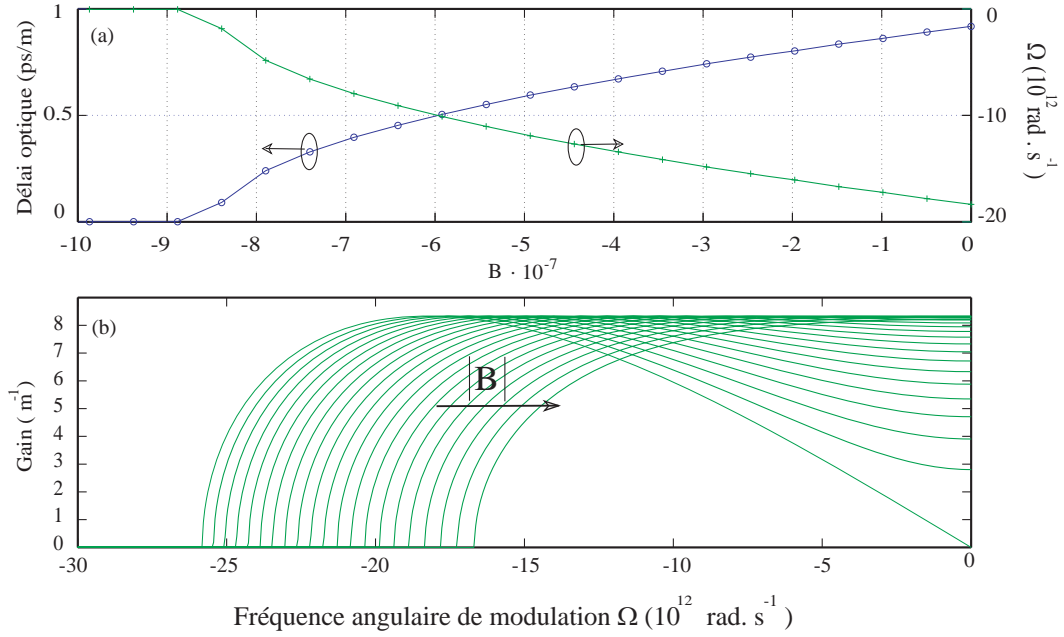 (a)
Délai optique (ps/m)
1
0.5
0
0
-10
-20
Ω (10^12 rad . s^-1)
-10 -9 -8 -7 -6 -5 -4 -3 -2 -1 0
B · 10^-7
(b)
Gain ( m^-1)
8
7
6
5
4
3
2
1
0
|B|
-30 -25 -20 -15 -10 -5 0
Fréquence angulaire de modulation Ω (10^12 rad. s^-1)